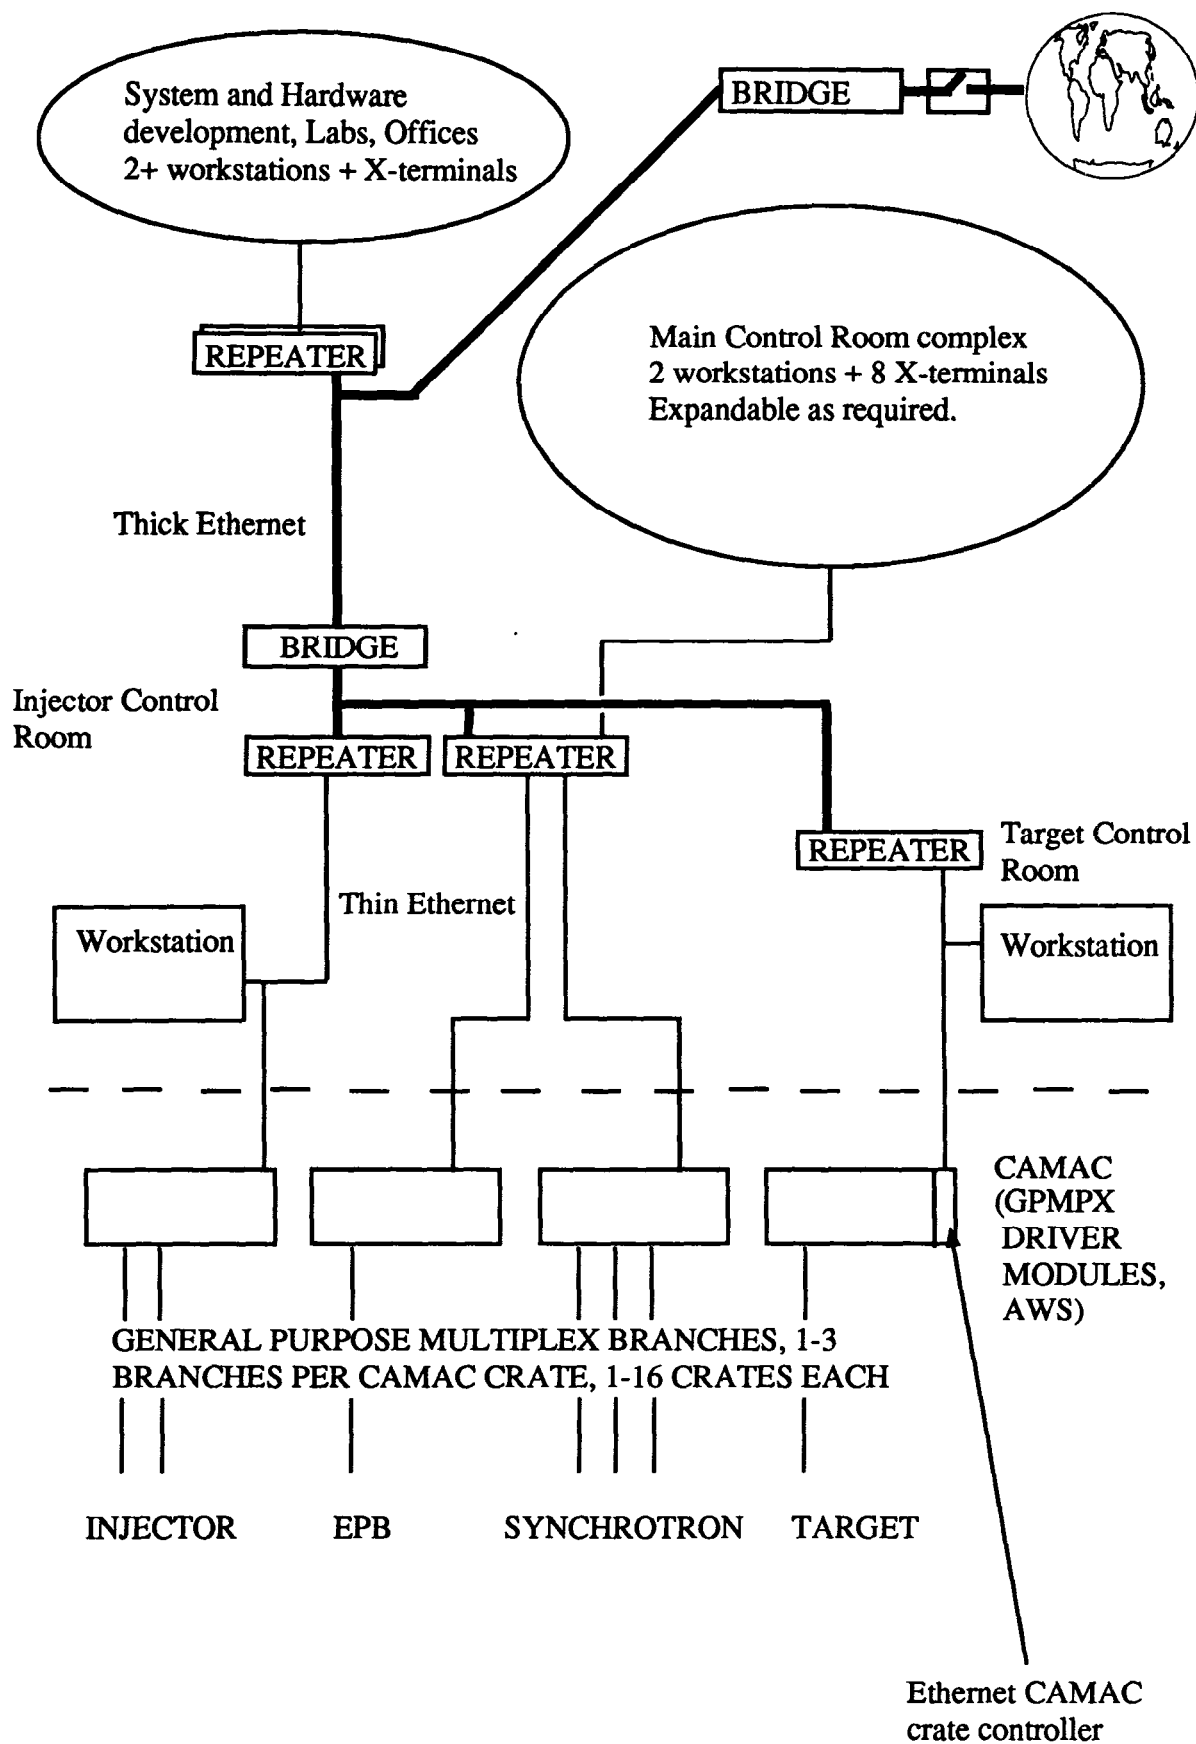 System and Hardware
development, Labs, Offices
2+ workstations + X-terminals
BRIDGE
REPEATER
Main Control Room complex
2 workstations + 8 X-terminals
Expandable as required.
Thick Ethernet
BRIDGE
Injector Control
Room
REPEATER
REPEATER
REPEATER
Target Control
Room
Thin Ethernet
Workstation
Workstation
CAMAC
(GPMPX
DRIVER
MODULES,
AWS)
GENERAL PURPOSE MULTIPLEX BRANCHES, 1-3
BRANCHES PER CAMAC CRATE, 1-16 CRATES EACH
INJECTOR
EPB
SYNCHROTRON
TARGET
Ethernet CAMAC
crate controller